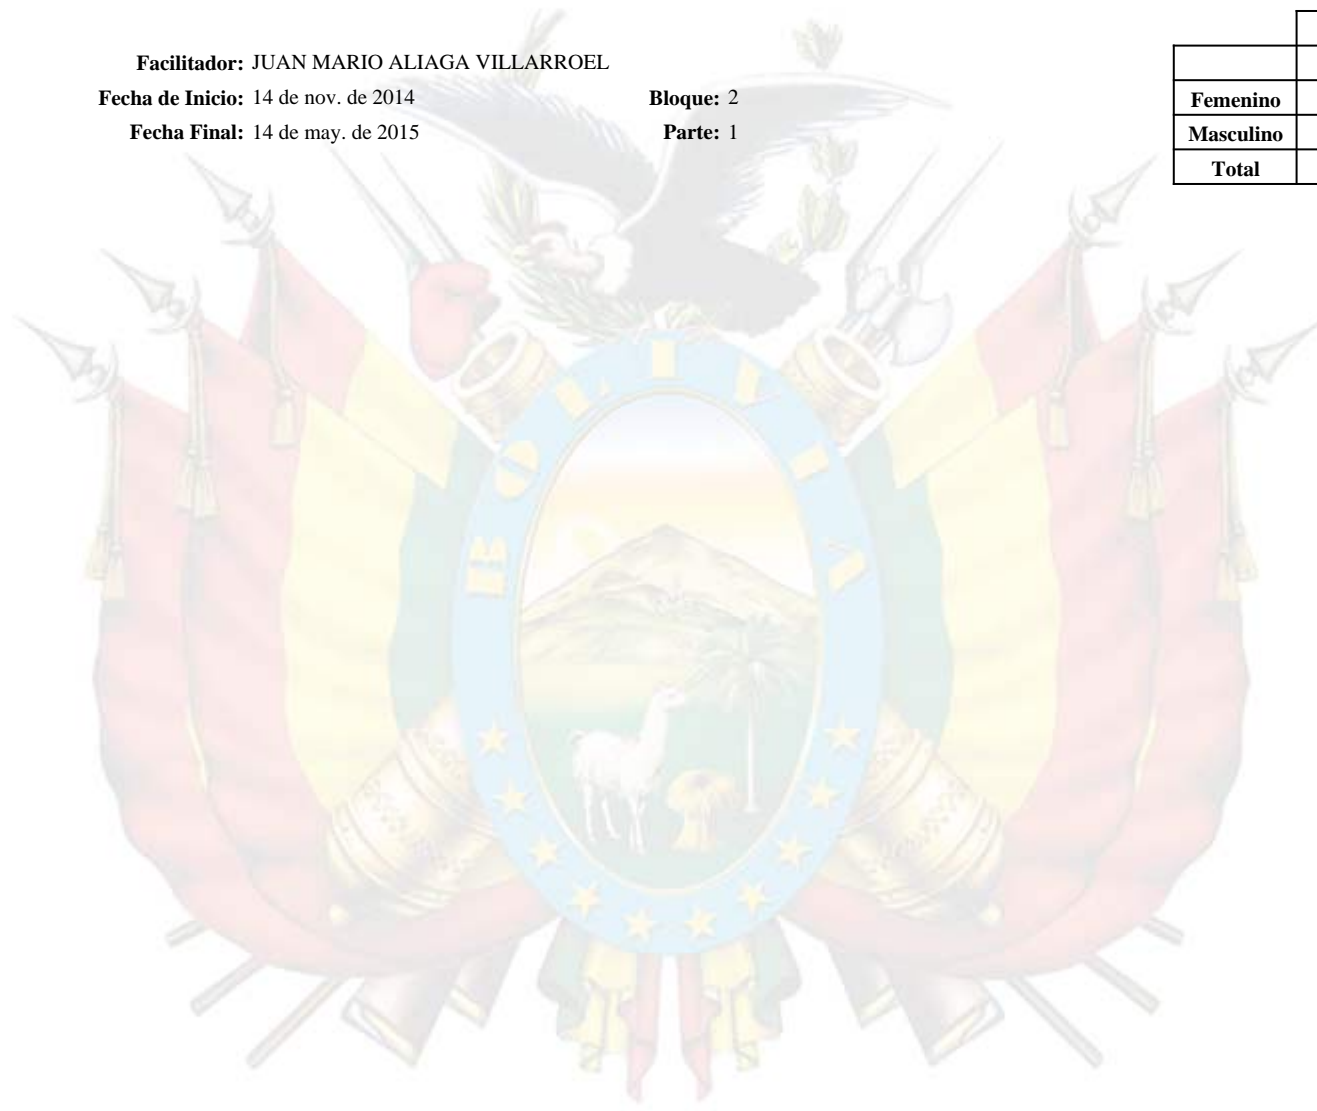 Facilitador: JUAN MARIO ALIAGA VILLARROEL
Fecha de Inicio: 14 de nov. de 2014 Bloque: 2
Fecha Final: 14 de may. de 2015 Parte: 1
Femenino
Masculino
Total
BOLIVIA